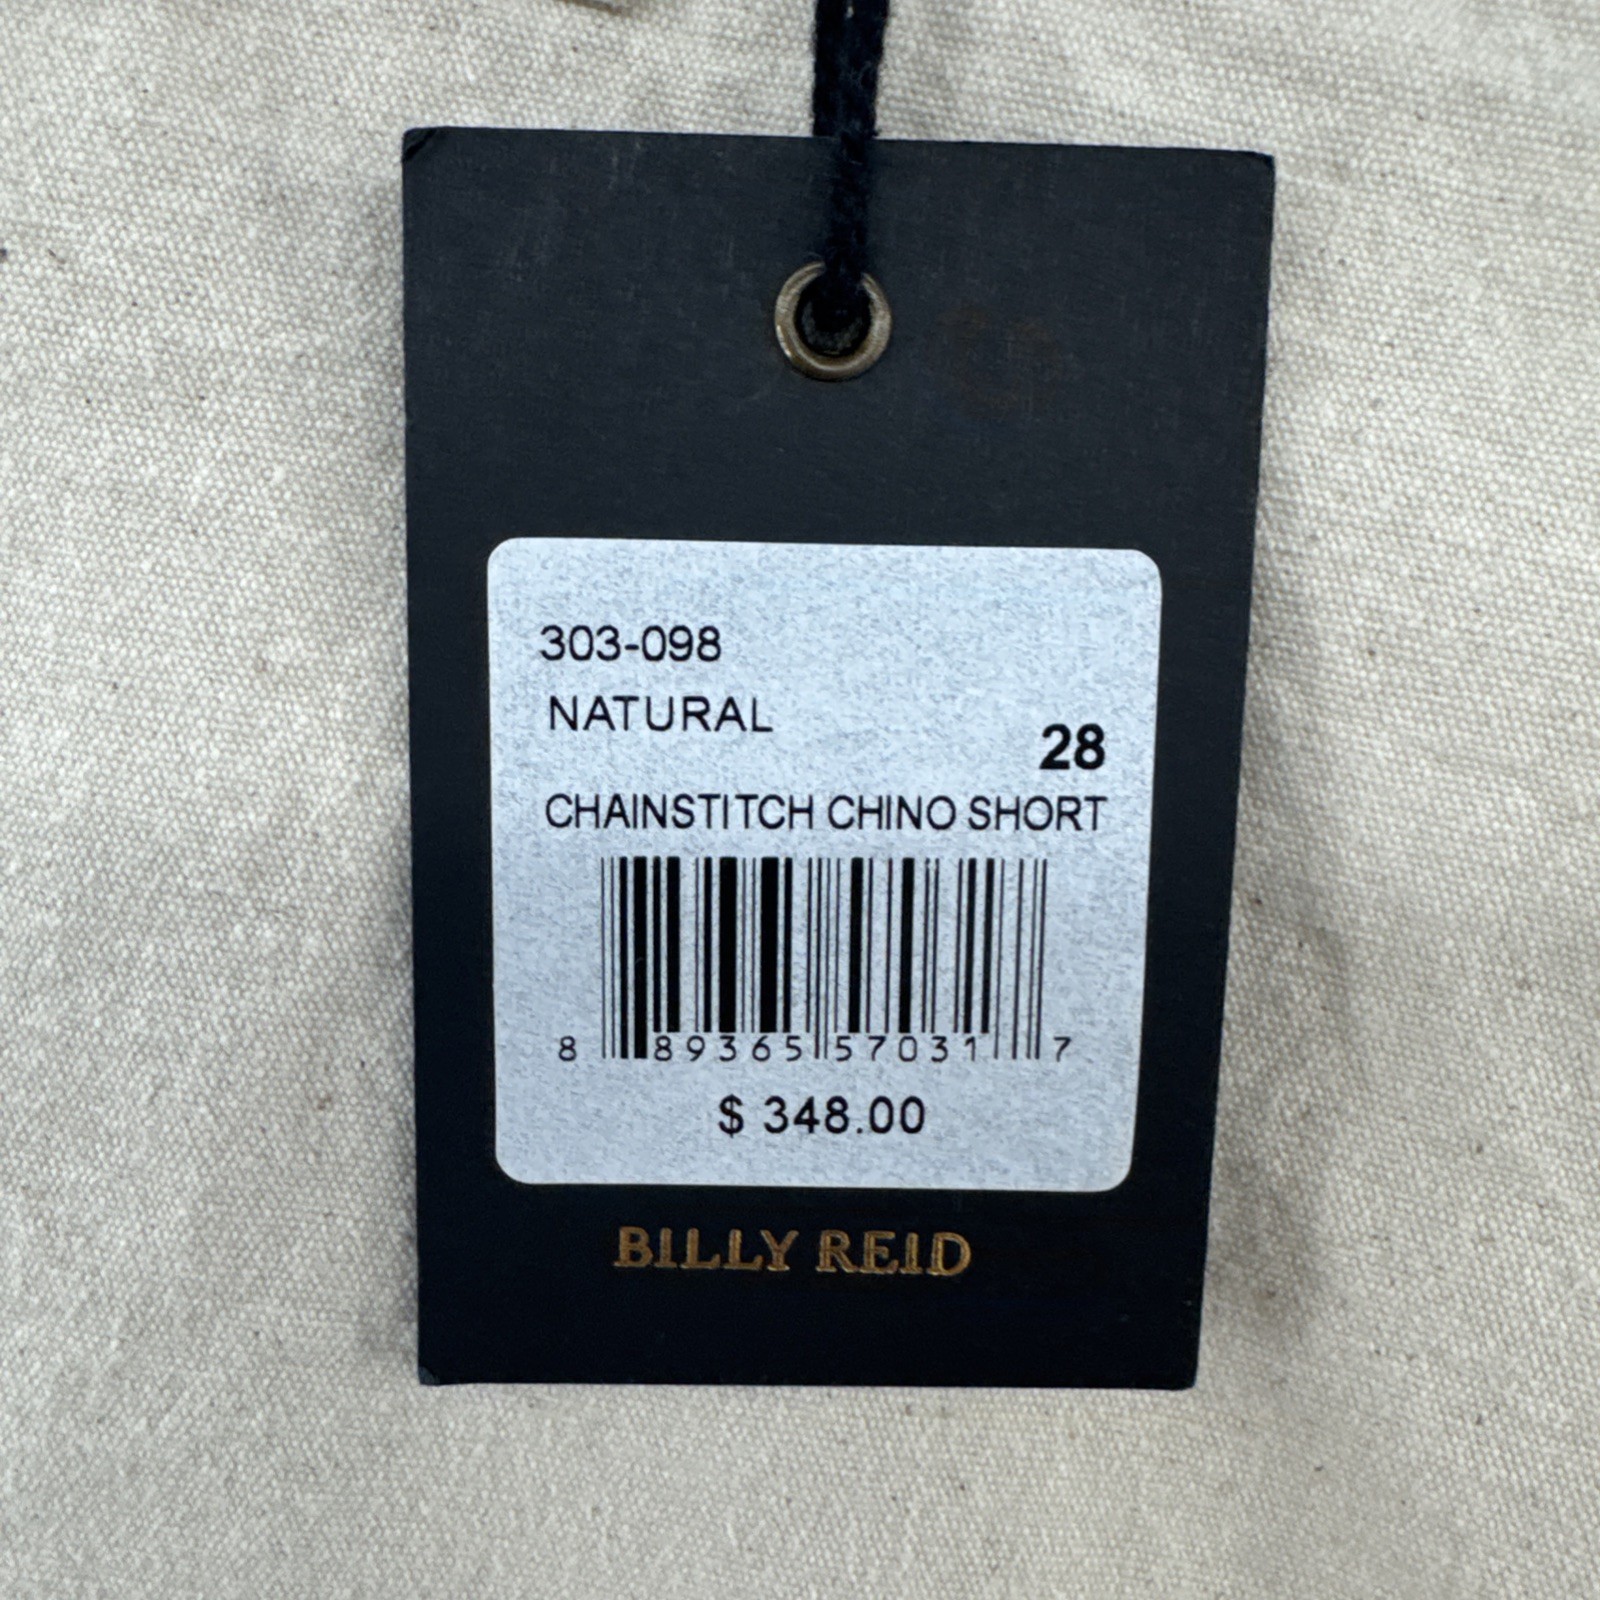 303-098
NATURAL
28
CHAINSTITCH CHINO SHORT
8 89365 57031 7
$ 348.00
BILLY REID